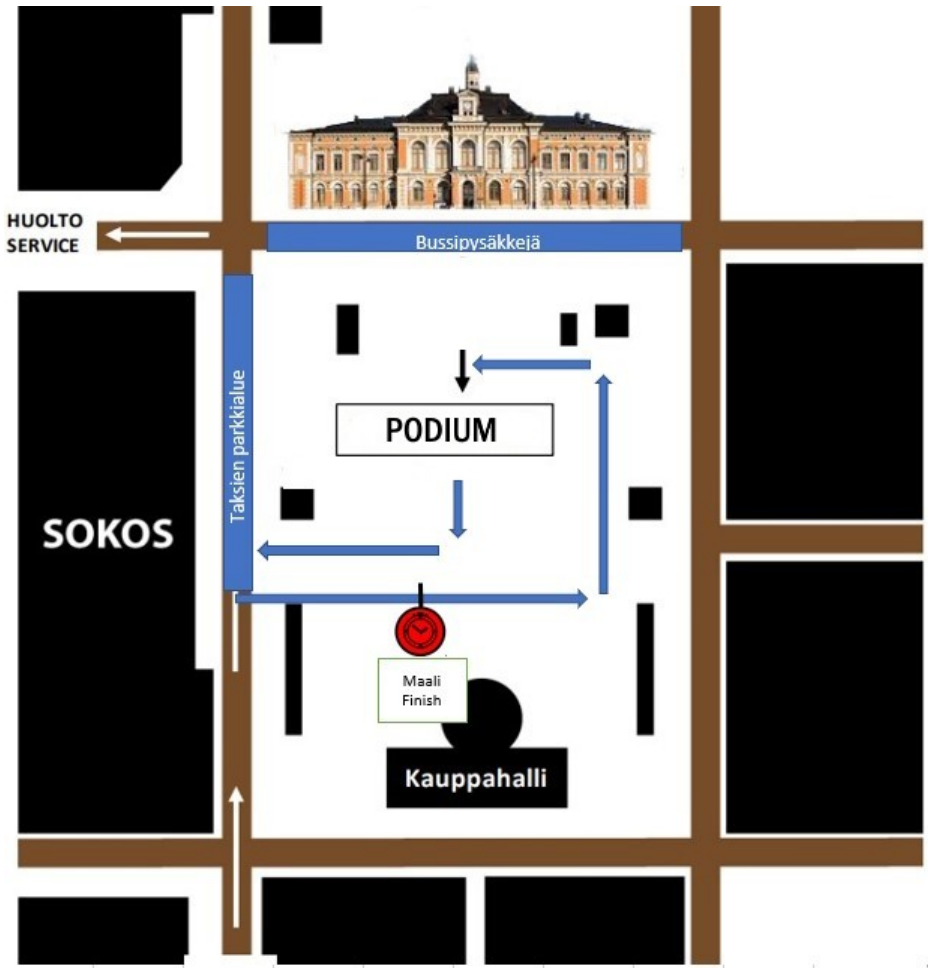 HUOLTO
SERVICE
Bussipysäkkejä
Taksien parkkialue
PODIUM
SOKOS
Maali
Finish
Kauppahalli